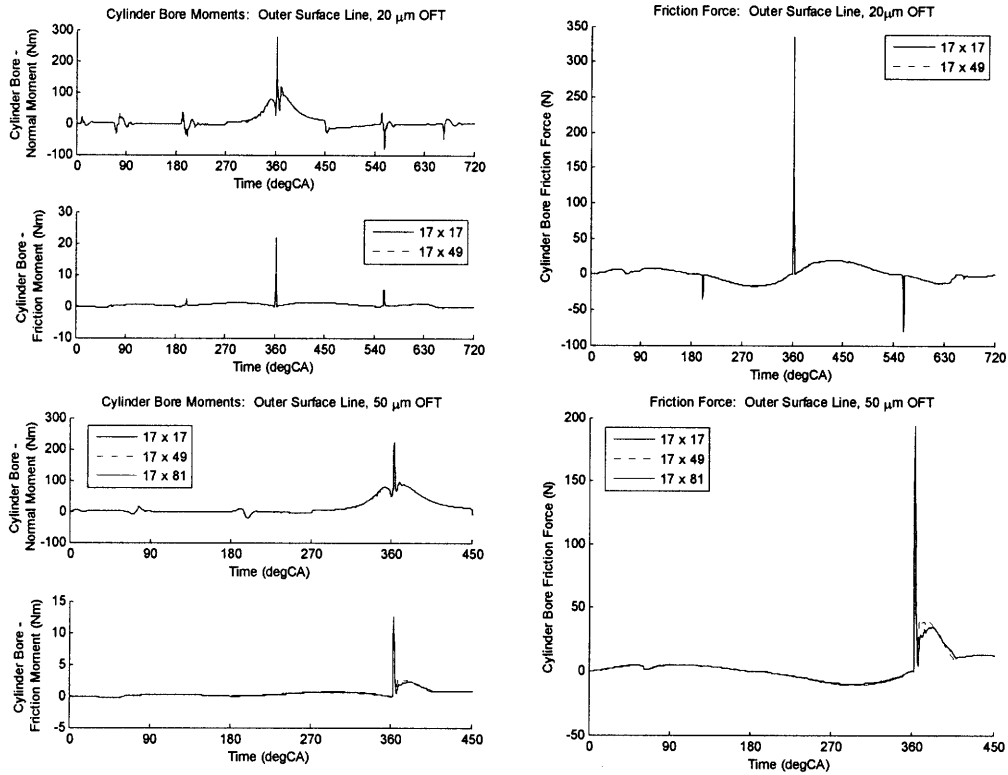 Cylinder Bore Moments: Outer Surface Line, 20 μm OFT
Cylinder Bore -
Normal Moment (Nm)
300
200
100
0
-100
0 90 180 270 360 450 540 630 720
Time (degCA)
Cylinder Bore -
Friction Moment (Nm)
30
20
10
0
-10
17 x 17
17 x 49
0 90 180 270 360 450 540 630 720
Time (degCA)
Friction Force: Outer Surface Line, 20μm OFT
Cylinder Bore Friction Force (N)
350
300
250
200
150
100
50
0
-50
-100
17 x 17
17 x 49
0 90 180 270 360 450 540 630 720
Time (degCA)
Cylinder Bore Moments: Outer Surface Line, 50 μm OFT
Cylinder Bore -
Normal Moment (Nm)
300
200
100
0
-100
17 x 17
17 x 49
17 x 81
0 90 180 270 360 450
Time (degCA)
Cylinder Bore -
Friction Moment (Nm)
15
10
5
0
-5
0 90 180 270 360 450
Time (degCA)
Friction Force: Outer Surface Line, 50 μm OFT
Cylinder Bore Friction Force (N)
200
150
100
50
0
-50
17 x 17
17 x 49
17 x 81
0 90 180 270 360 450
Time (degCA)